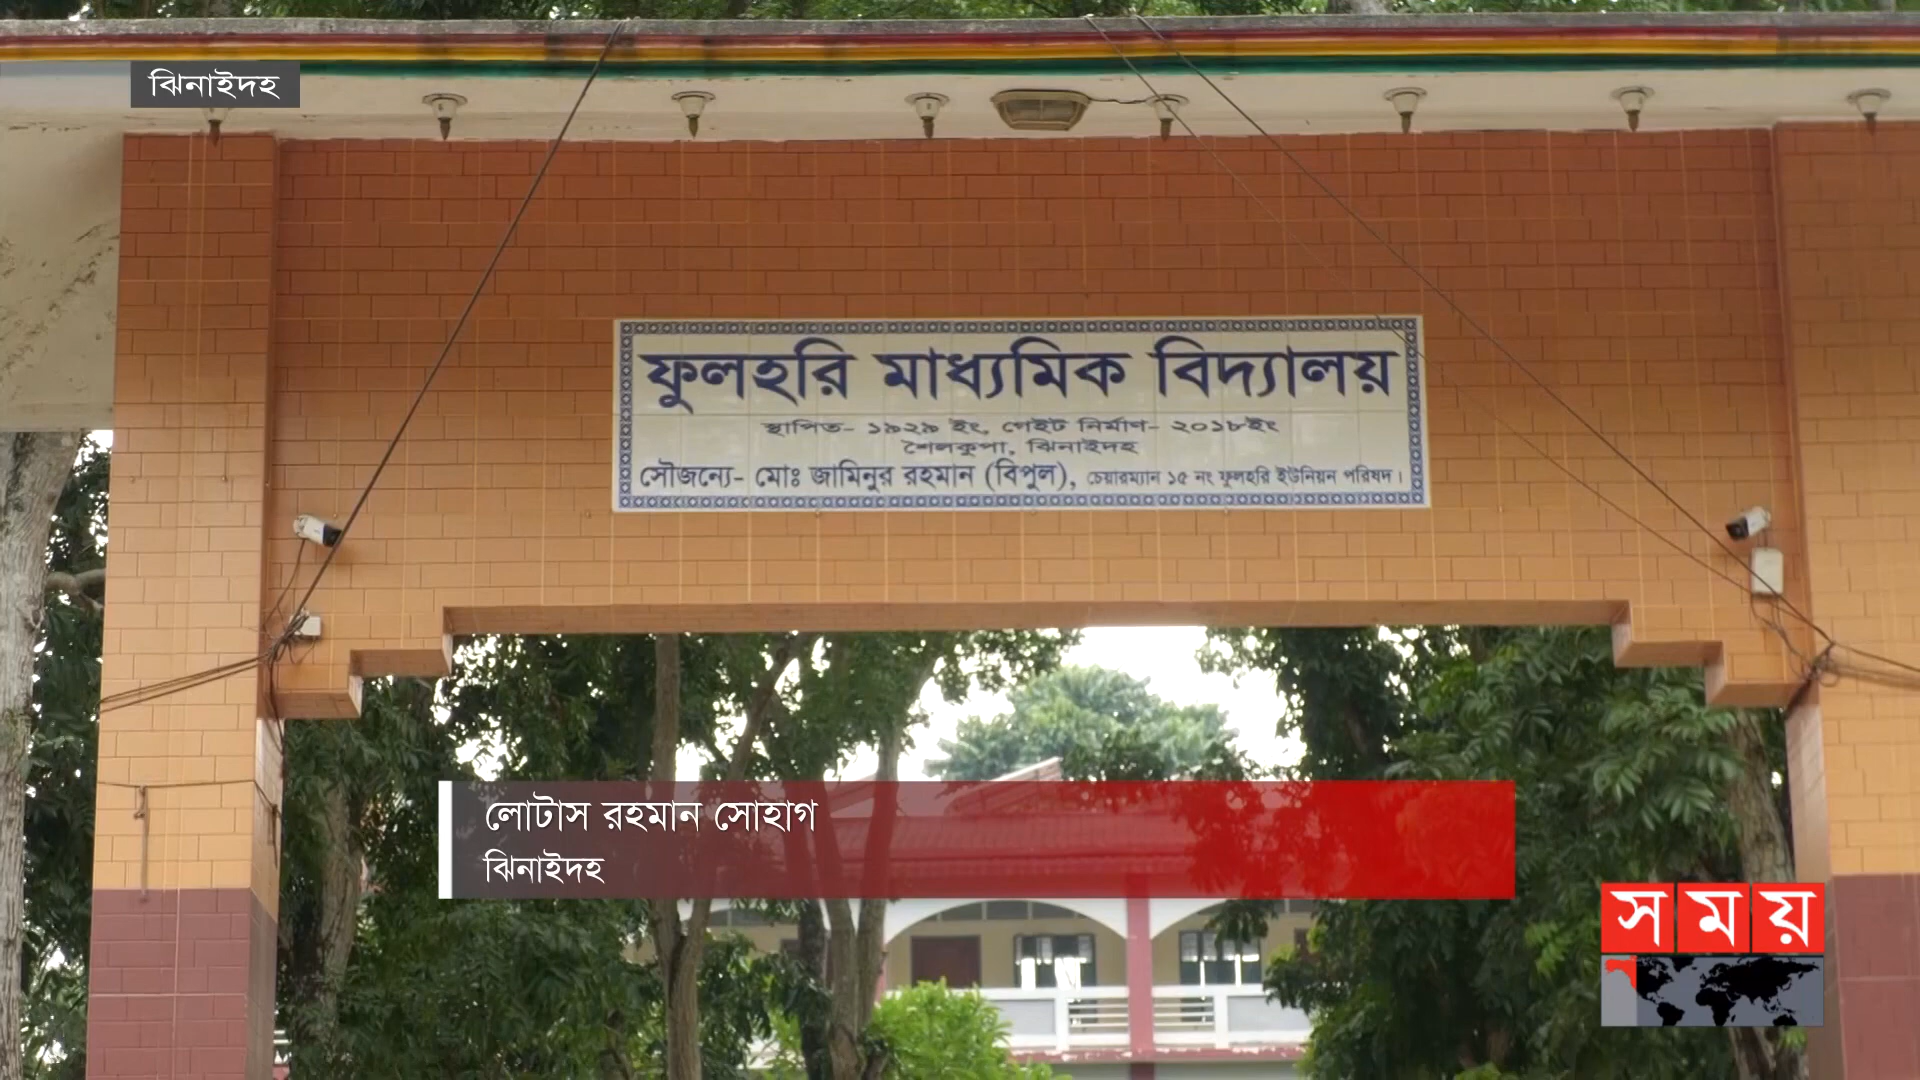 ঝিনাইদহ
ফুলহরি মাধ্যমিক বিদ্যালয়
স্থাপিত- ১৯২৯ ইং, গেইট নির্মাণ- ২০১৮ইং
শৈলকুপা, ঝিনাইদহ
সৌজন্যে- মোঃ জামিনুর রহমান (বিপুল), চেয়ারম্যান ১৫ নং ফুলহরি ইউনিয়ন পরিষদ।
লোটাস রহমান সোহাগ
ঝিনাইদহ
সময়